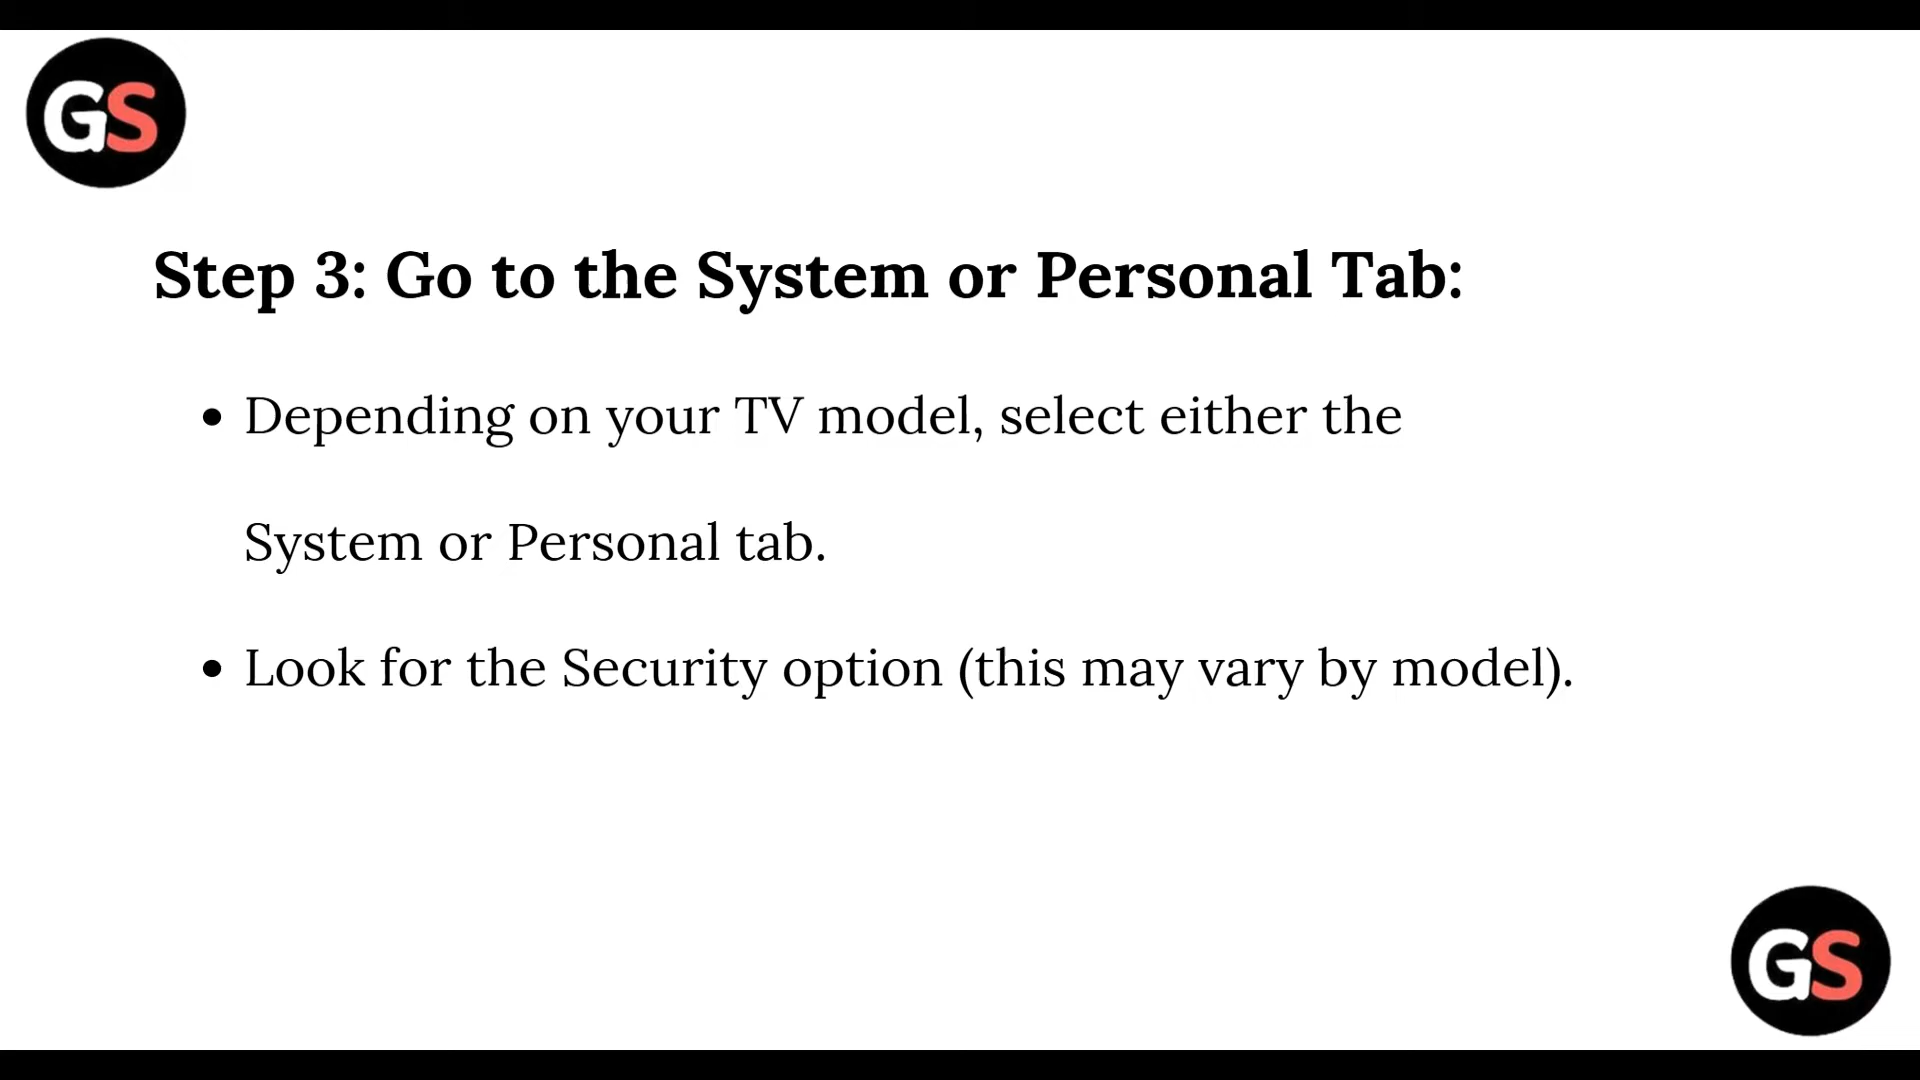 GS
Step 3: Go to the System or Personal Tab:
• Depending on your TV model, select either the
System or Personal tab.
• Look for the Security option (this may vary by model).
GS